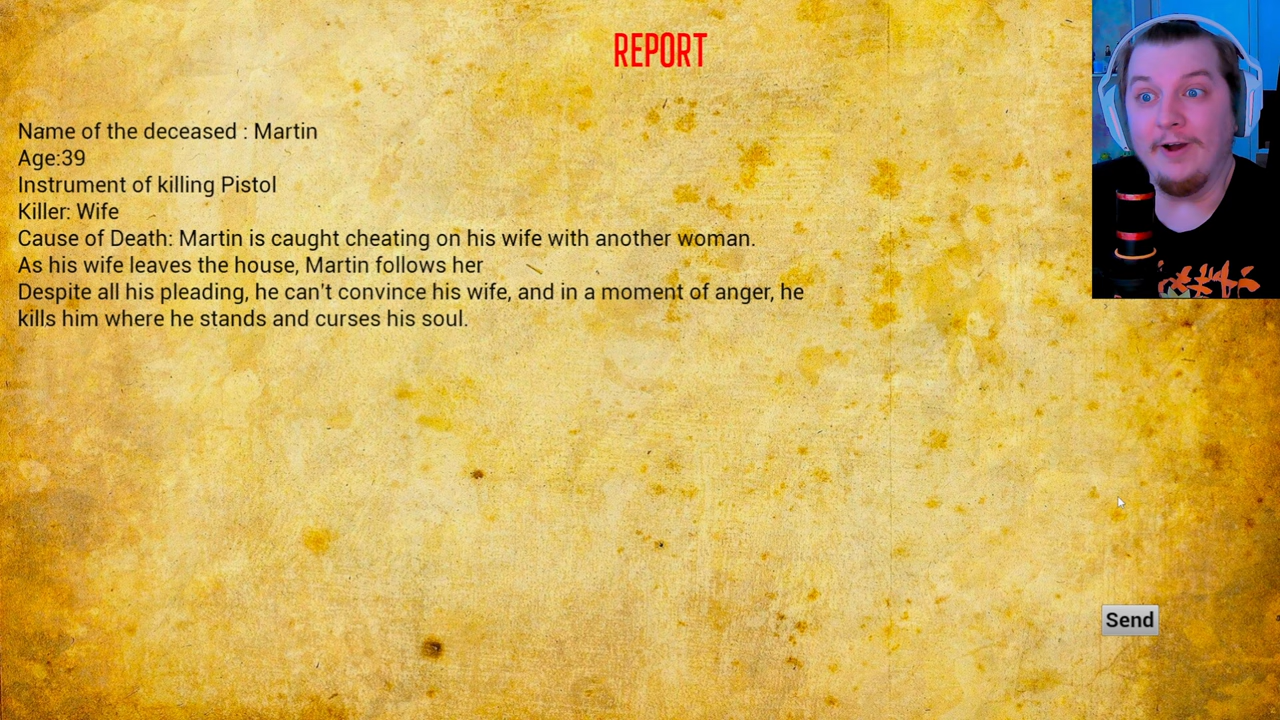 REPORT
Name of the deceased : Martin
Age:39
Instrument of killing Pistol
Killer: Wife
Cause of Death: Martin is caught cheating on his wife with another woman.
As his wife leaves the house, Martin follows her
Despite all his pleading, he can't convince his wife, and in a moment of anger, he
kills him where he stands and curses his soul.
Send